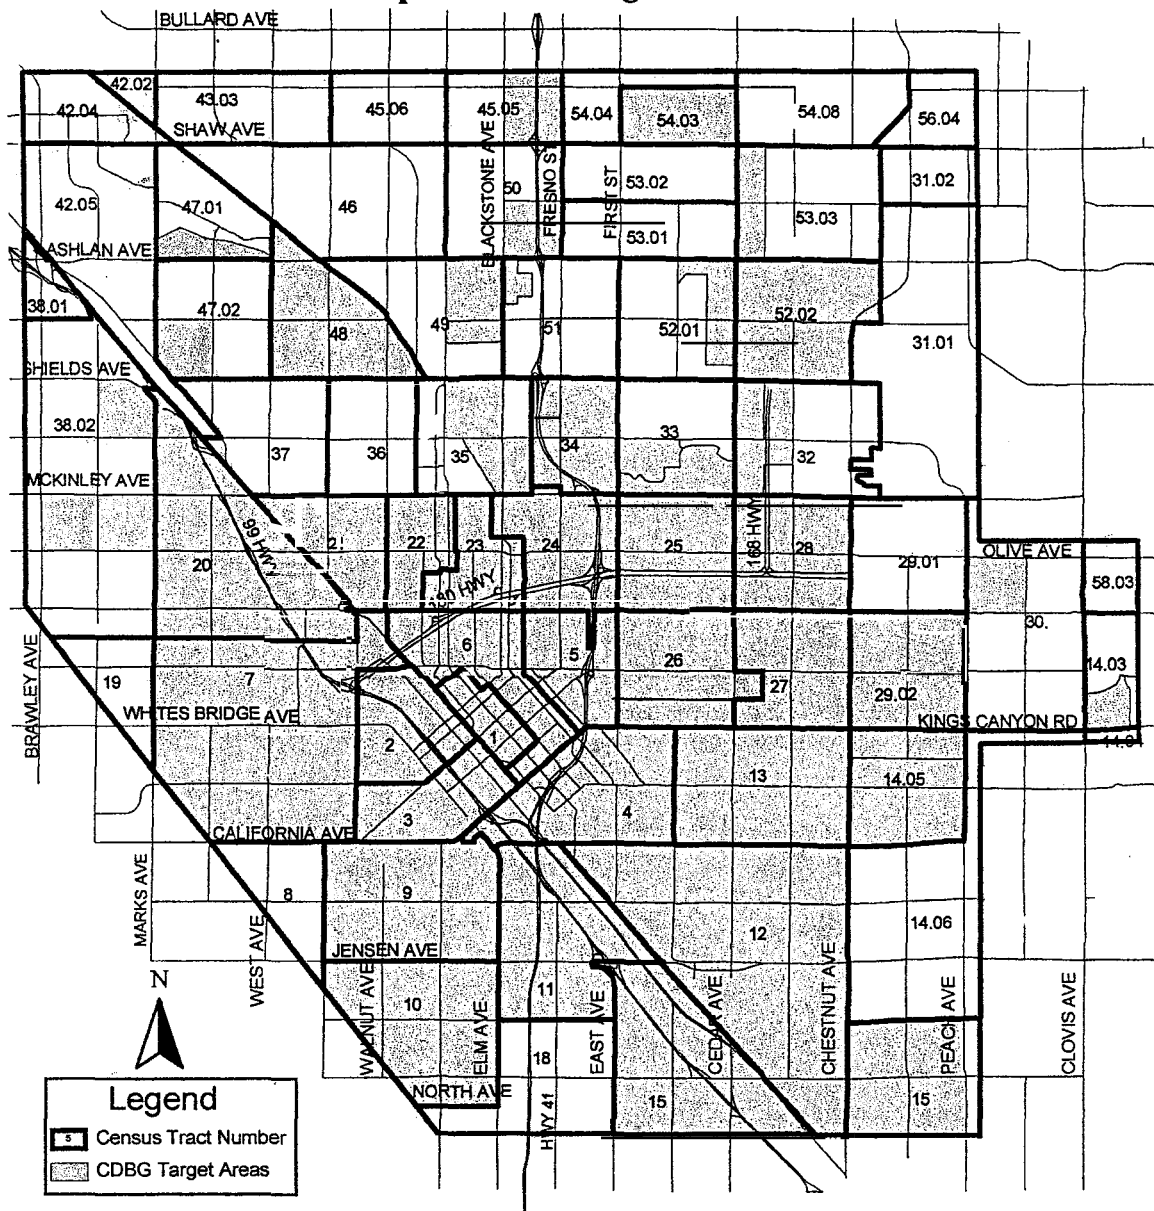 BULLARD AVE
42.02
43.03
45.06
45.05
42.04
54.04
54.03
54.08
56.04
SHAW AVE
BLACKSTONE AVE
FRESNO ST
FIRST ST
50
53.02
31.02
42.05
47.01
46
53.03
53.01
ASHLAN AVE
38.01
47.02
48
49
51
52.01
52.02
31.01
SHIELDS AVE
38.02
37
36
35
34
33
32
MCKINLEY AVE
99 HWY
168 HWY
20
22
23
24
25
28
29.01
OLIVE AVE
58.03
180 HWY
30.
6
5
26
14.03
BRAWLEY AVE
19
7
27
29.02
WHITES BRIDGE AVE
KINGS CANYON RD
2
1
13
14.05
3
4
CALIFORNIA AVE
MARKS AVE
8
9
WEST AVE
14.06
12
JENSEN AVE
N
WALNUT AVE
10
ELM AVE
11
EAST AVE
CEDAR AVE
CHESTNUT AVE
PEACH AVE
CLOVIS AVE
18
NORTH AVE
HWY 41
15
15
Legend
5 Census Tract Number
CDBG Target Areas